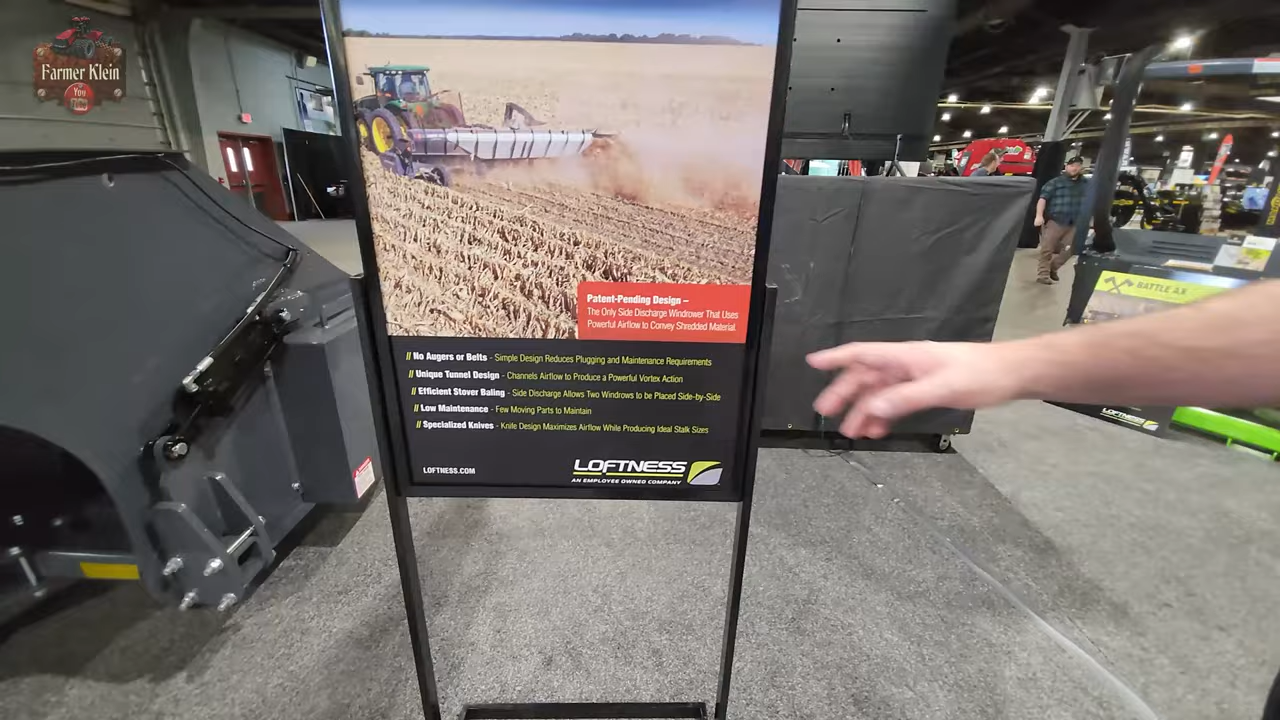 Farmer Klein
You
Tube
Patent-Pending Design –
The Only Side Discharge Windrower That Uses
Powerful Airflow to Convey Shredded Material.
// No Augers or Belts - Simple Design Reduces Plugging and Maintenance Requirements
// Unique Tunnel Design - Channels Airflow to Produce a Powerful Vortex Action
// Efficient Stover Baling - Side Discharge Allows Two Windrows to be Placed Side-by-Side
// Low Maintenance - Few Moving Parts to Maintain
// Specialized Knives - Knife Design Maximizes Airflow While Producing Ideal Stalk Sizes
LOFTNESS.COM
LOFTNESS
AN EMPLOYEE OWNED COMPANY
BATTLE AX
LOFTNESS